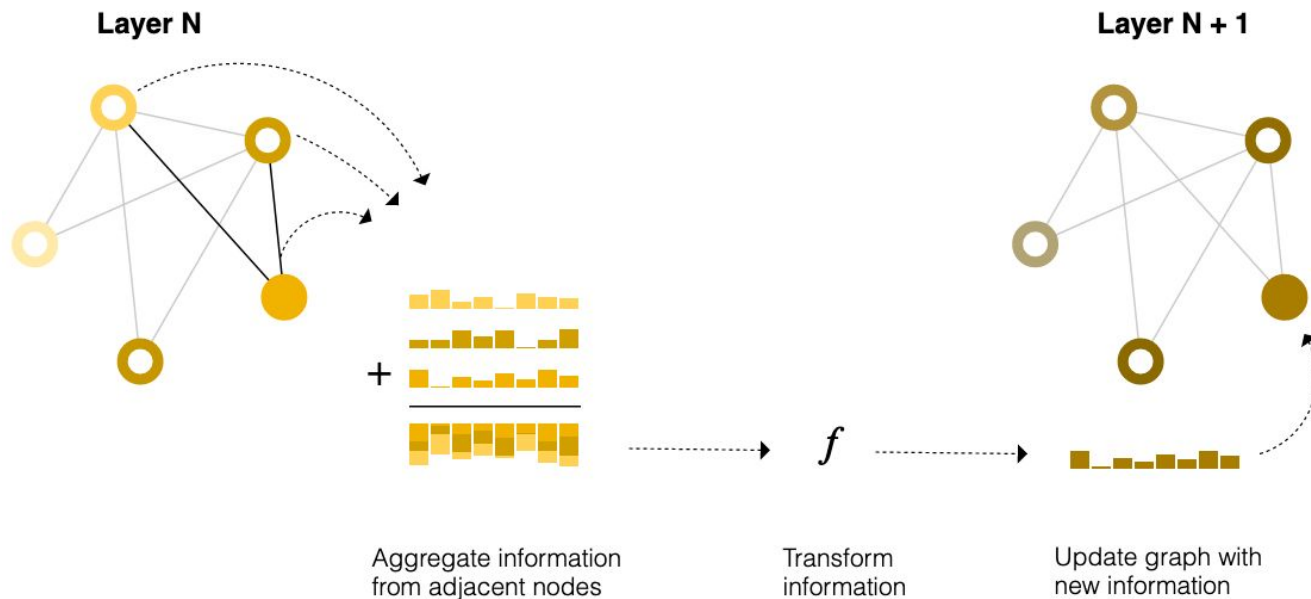 Layer N
Layer N + 1
+
f
Aggregate information
from adjacent nodes
Transform
information
Update graph with
new information